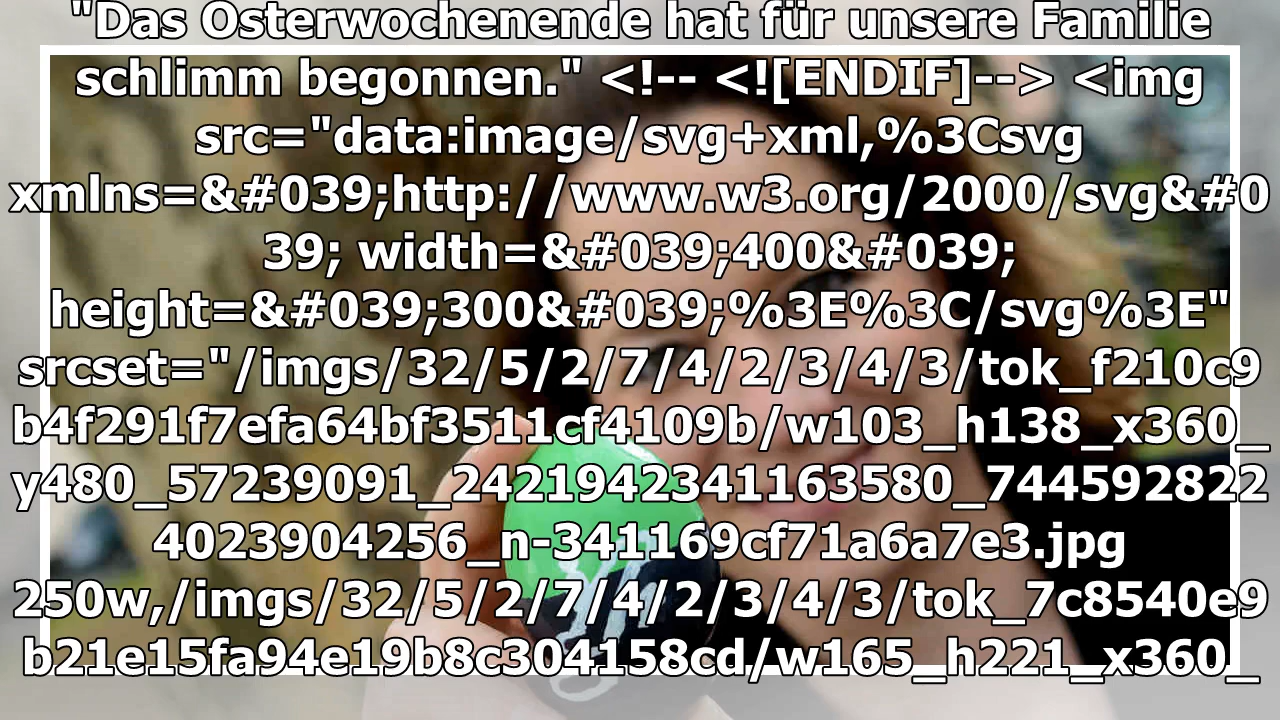 "Das Osterwochenende hat für unsere Familie
schlimm begonnen." <!-- <![ENDIF]--> <img
src="data:image/svg+xml,%3Csvg
xmlns=&#039;http://www.w3.org/2000/svg&#0
39; width=&#039;400&#039;
height=&#039;300&#039;%3E%3C/svg%3E"
srcset="/imgs/32/5/2/7/4/2/3/4/3/tok_f210c9
b4f291f7efa64bf3511cf4109b/w103_h138_x360_
y480_57239091_2421942341163580_744592822
4023904256_n-341169cf71a6a7e3.jpg
250w,/imgs/32/5/2/7/4/2/3/4/3/tok_7c8540e9
b21e15fa94e19b8c304158cd/w165_h221_x360_